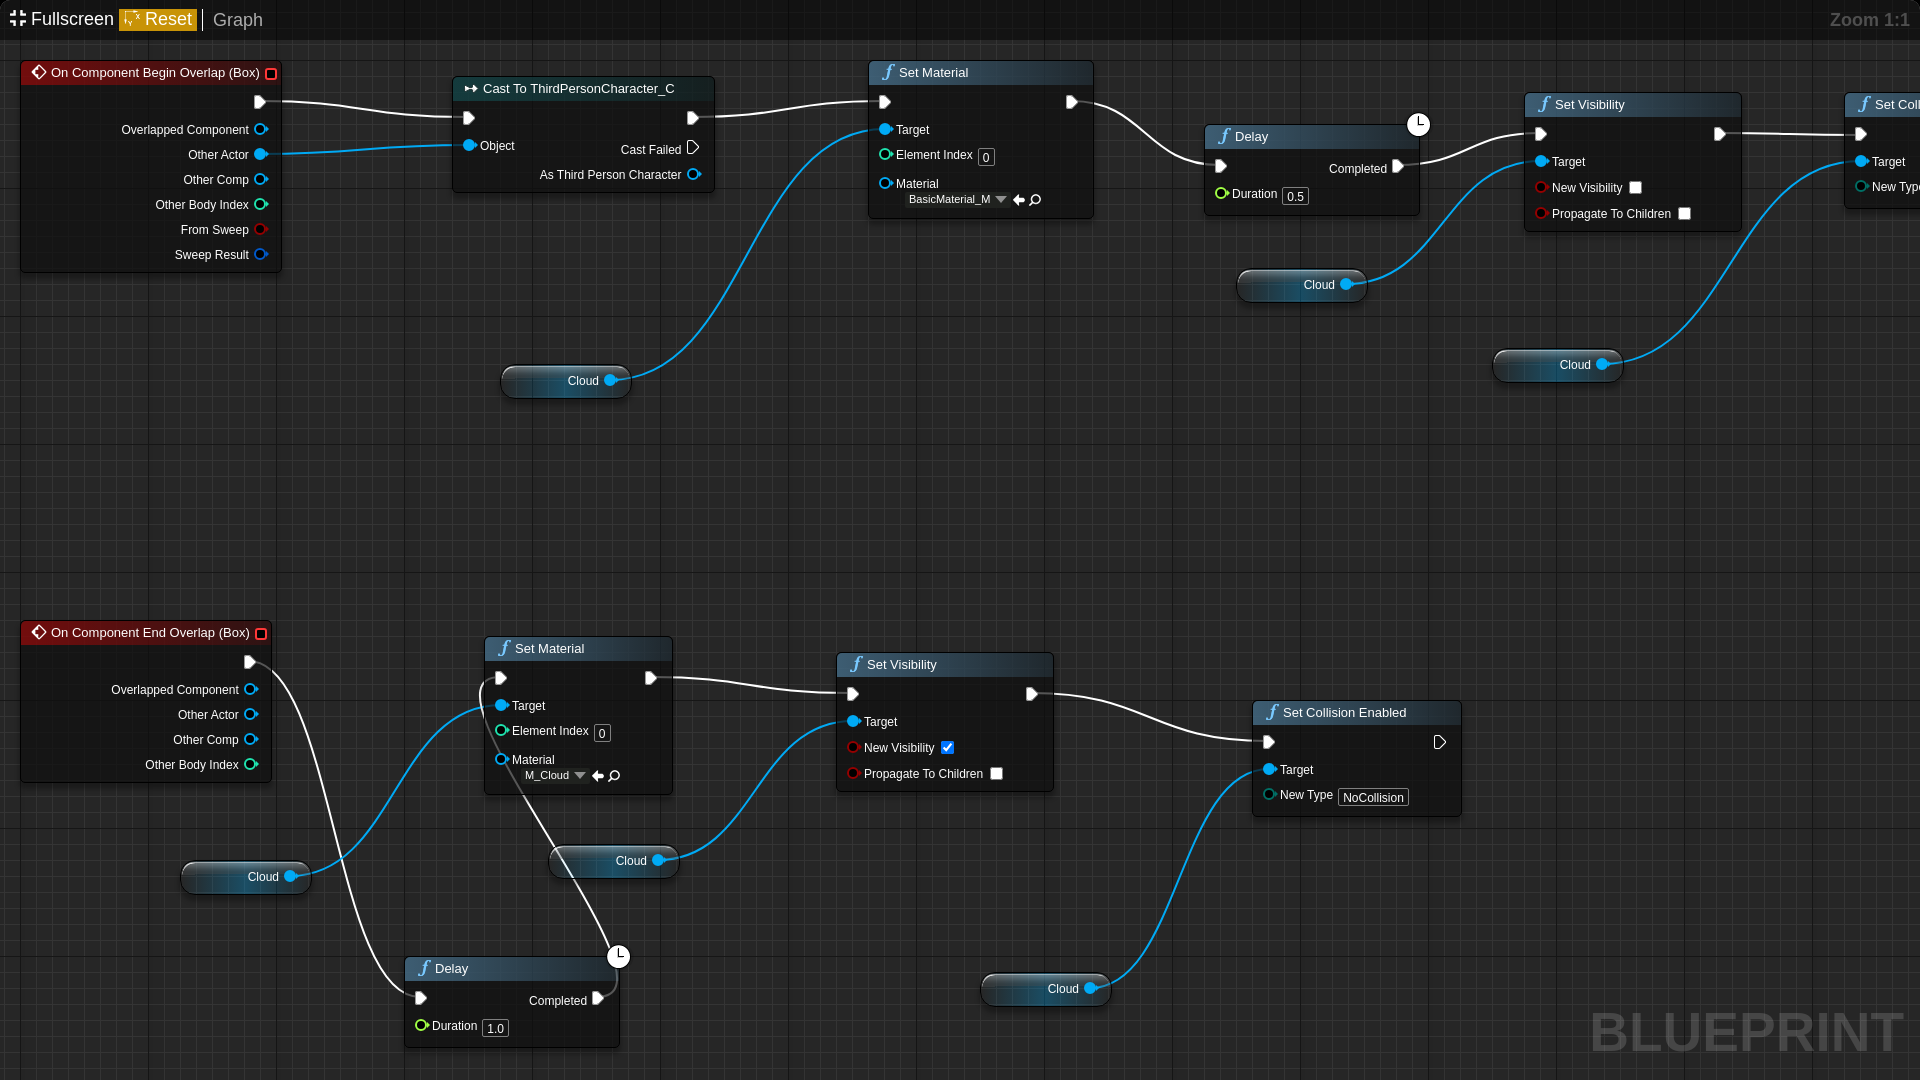 Fullscreen Reset Graph Zoom 1:1
On Component Begin Overlap (Box)
Overlapped Component
Other Actor
Other Comp
Other Body Index
From Sweep
Sweep Result
Cast To ThirdPersonCharacter_C
Object
Cast Failed
As Third Person Character
Cloud
Set Material
Target
Element Index 0
Material
BasicMaterial_M
Delay
Completed
Duration 0.5
Cloud
Set Visibility
Target
New Visibility
Propagate To Children
Cloud
Set Coll
Target
New Type
On Component End Overlap (Box)
Overlapped Component
Other Actor
Other Comp
Other Body Index
Cloud
Set Material
Target
Element Index 0
Material
M_Cloud
Cloud
Delay
Completed
Duration 1.0
Set Visibility
Target
New Visibility
Propagate To Children
Cloud
Set Collision Enabled
Target
New Type NoCollision
BLUEPRINT